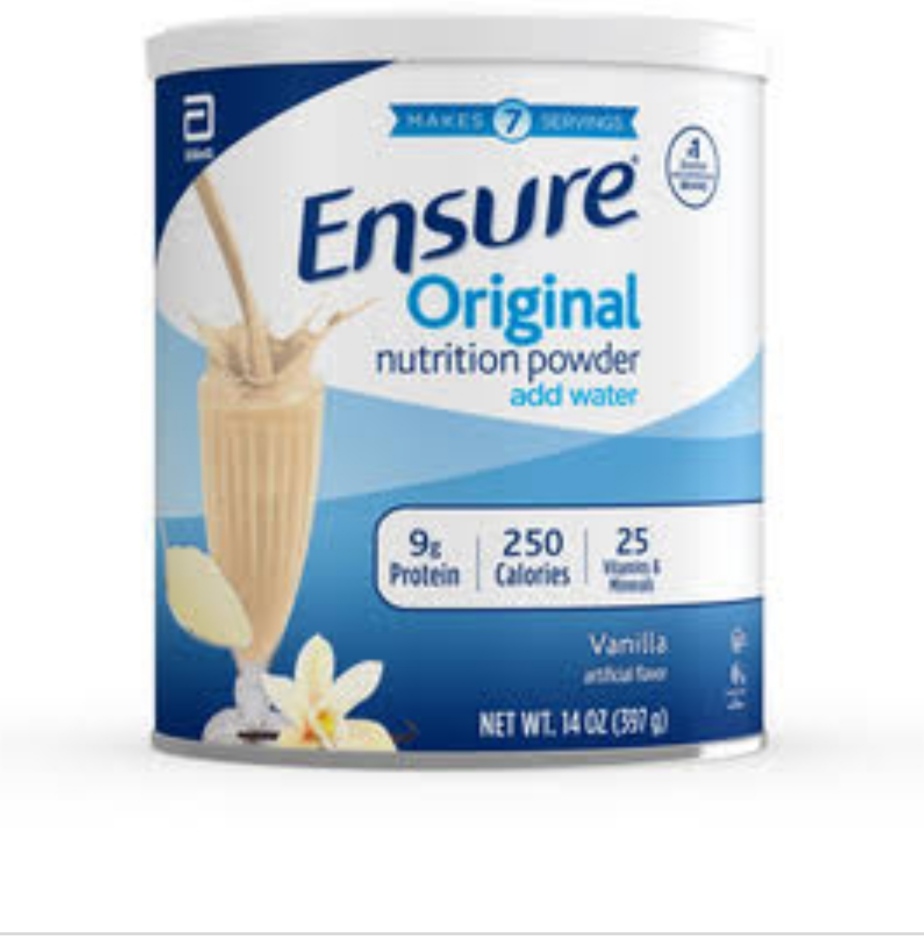 MAKES 7 SERVINGS
Ensure®
Original
nutrition powder
add water
9g Protein
250 Calories
25 Vitamins & Minerals
Vanilla
artificial flavor
NET WT. 14 OZ (397 g)